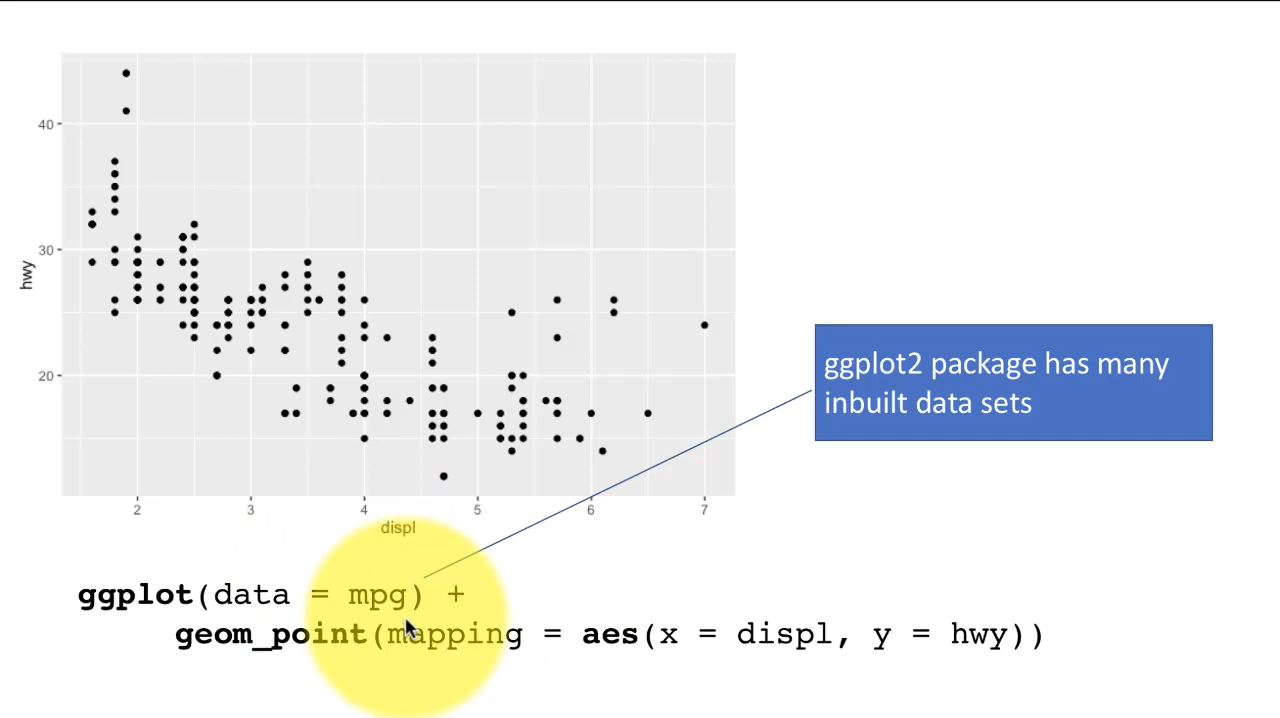 40
30
20
hwy
2 3 4 5 6 7
displ
ggplot2 package has many
inbuilt data sets
ggplot(data = mpg) +
geom_point(mapping = aes(x = displ, y = hwy))